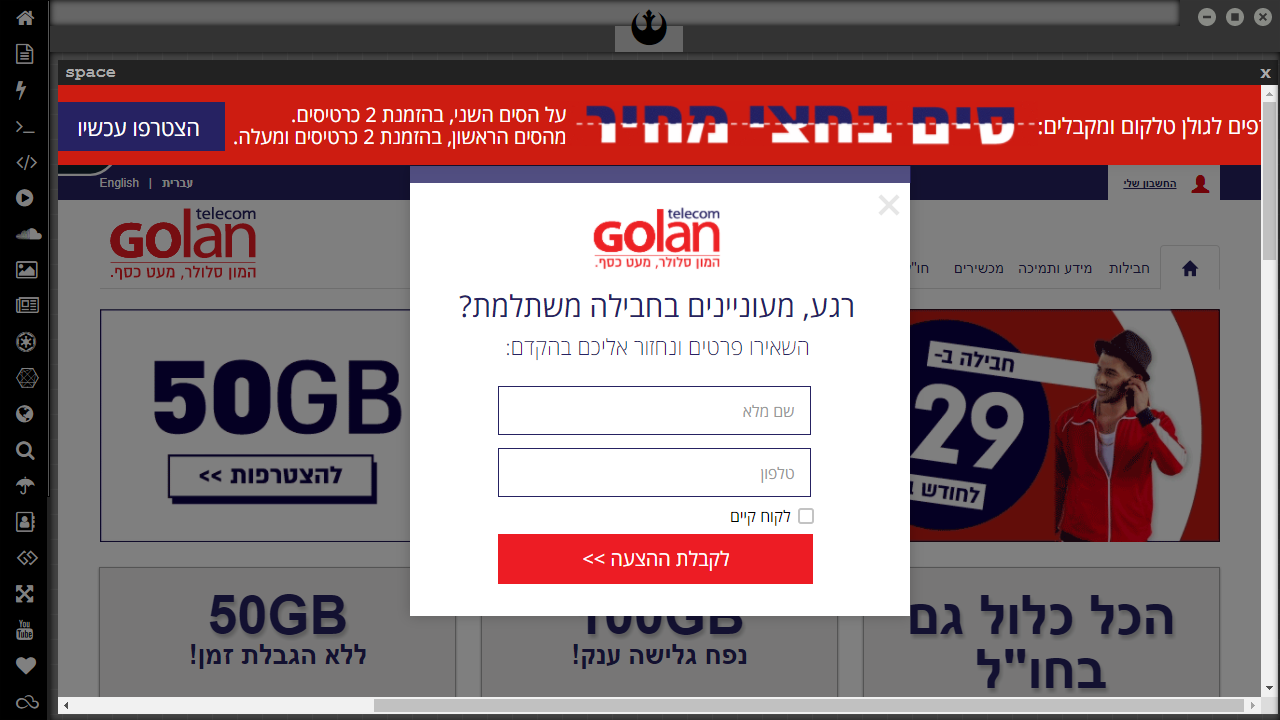 space
x
פים לגולן טלקום ומקבלים:
סים בחצי מחיר
על הסים השני, בהזמנת 2 כרטיסים.
מהסים הראשון, בהזמנת 2 כרטיסים ומעלה.
הצטרפו עכשיו
English | עברית
החשבון שלי
telecom
Golan
המון סלולר, מעט כסף.
חבילות
מידע ותמיכה
מכשירים
חו"ל
telecom
Golan
המון סלולר, מעט כסף.
רגע, מעוניינים בחבילה משתלמת?
השאירו פרטים ונחזור אליכם בהקדם:
שם מלא
טלפון
לקוח קיים
לקבלת ההצעה >>
חבילה ב-
29
לחודש
50GB
להצטרפות >>
הכל כלול גם
בחו"ל
100GB
נפח גלישה ענק!
50GB
ללא הגבלת זמן!
You
Tube